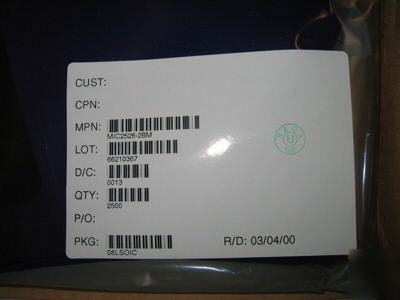 CUST:
CPN:
MPN:
MIC2526-2BM
LOT:
66210367
D/C:
0013
QTY:
2500
P/O:
PKG:
08LSOIC
R/D: 03/04/00